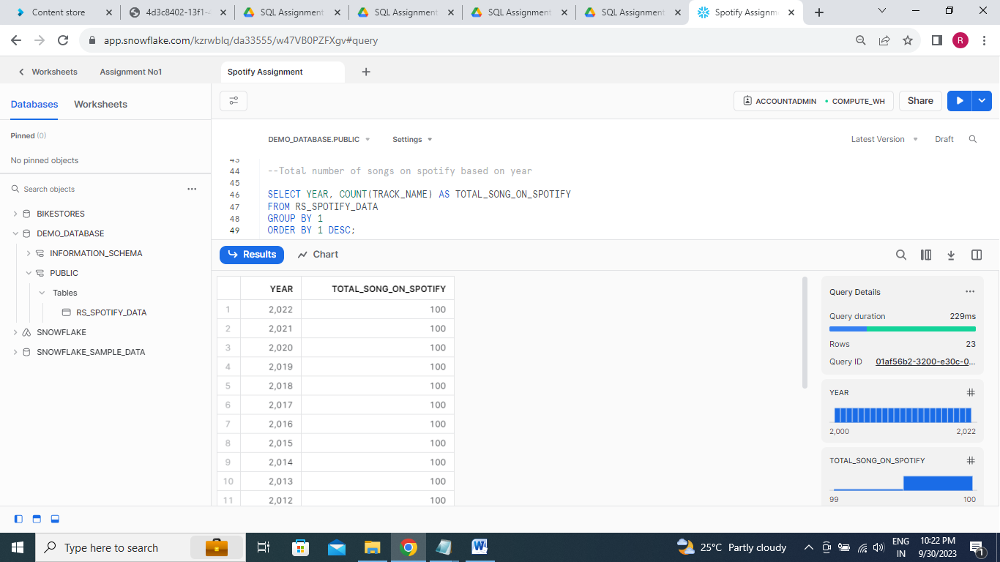 Content store
4d3c8402-13f1-4
SQL Assignment
SQL Assignment
SQL Assignment
SQL Assignment
Spotify Assignm
app.snowflake.com/kzrwblq/da33555/w47VB0PZFXgv#query
R
Worksheets
Assignment No1
Spotify Assignment
Databases
Worksheets
ACCOUNTADMIN
COMPUTE_WH
Share
Pinned (0)
No pinned objects
DEMO_DATABASE.PUBLIC
Settings
Latest Version
Draft
Search objects
BIKESTORES
DEMO_DATABASE
INFORMATION_SCHEMA
PUBLIC
Tables
RS_SPOTIFY_DATA
SNOWFLAKE
SNOWFLAKE_SAMPLE_DATA
43
44 --Total number of songs on spotify based on year
45
46 SELECT YEAR, COUNT(TRACK_NAME) AS TOTAL_SONG_ON_SPOTIFY
47 FROM RS_SPOTIFY_DATA
48 GROUP BY 1
49 ORDER BY 1 DESC;
Results
Chart
YEAR TOTAL_SONG_ON_SPOTIFY
1 2,022 100
2 2,021 100
3 2,020 100
4 2,019 100
5 2,018 100
6 2,017 100
7 2,016 100
8 2,015 100
9 2,014 100
10 2,013 100
11 2,012 100
Query Details
Query duration 229ms
Rows 23
Query ID 01af56b2-3200-e30c-0...
YEAR
2,000 2,022
TOTAL_SONG_ON_SPOTIFY
99 100
Type here to search
25°C Partly cloudy
ENG
IN
10:22 PM
9/30/2023
1